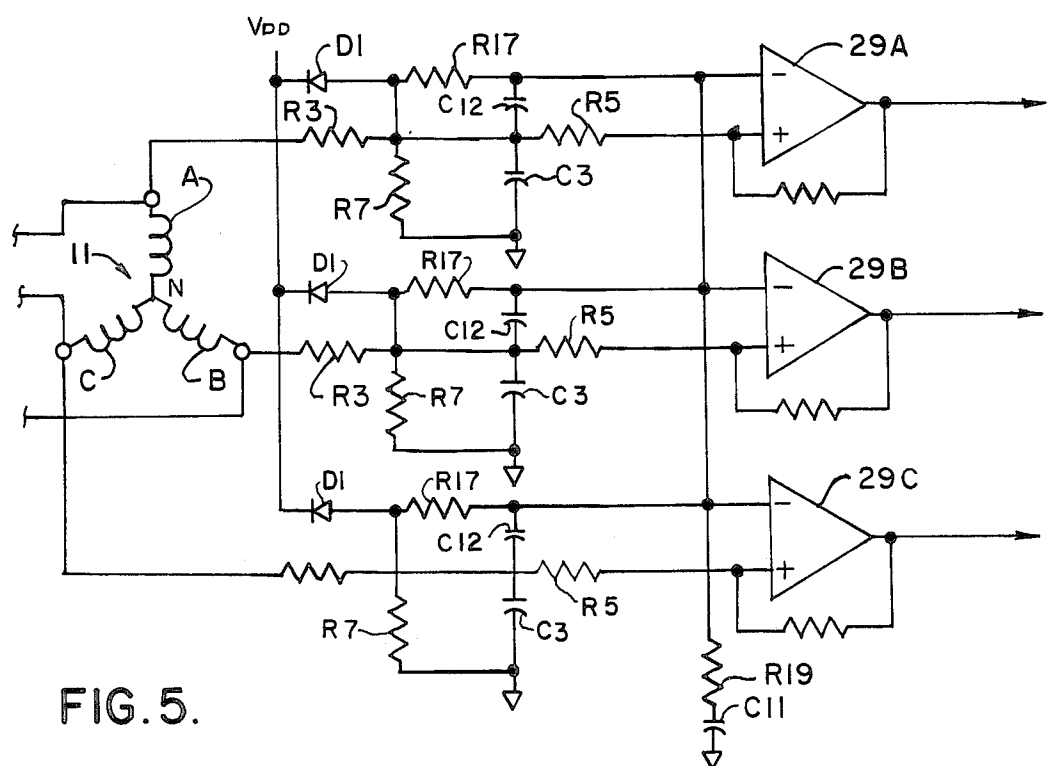 VDD
D1
R17
29A
C12
R3
R5
−
+
A
R7
C3
11
D1
R17
29B
N
C12
R5
−
+
C
B
R3
R7
C3
D1
R17
29C
C12
−
+
R5
R7
C3
R19
C11
FIG. 5.